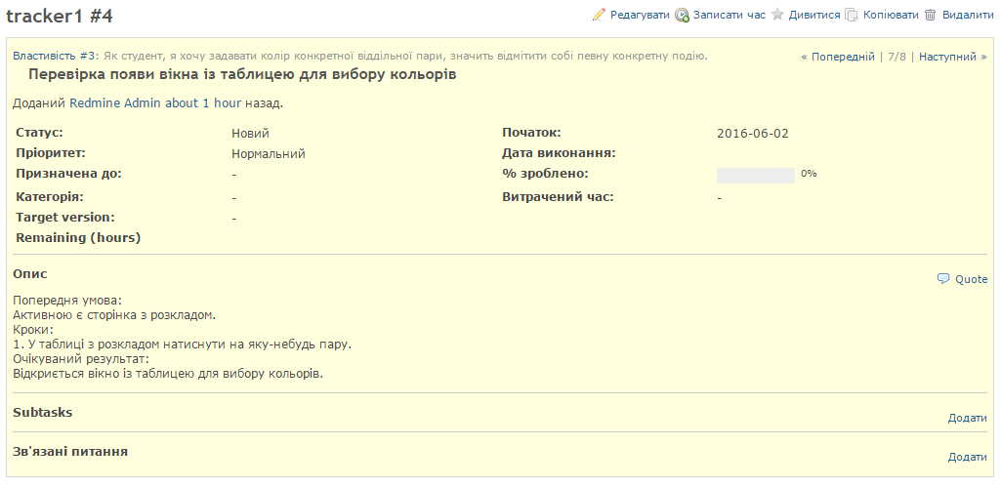 tracker1 #4
Редагувати Записати час Дивитися Копіювати Видалити
Властивість #3: Як студент, я хочу задавати колір конкретної віддільної пари, значить відмітити собі певну конкретну подію.
« Попередній | 7/8 | Наступний »
Перевірка появи вікна із таблицею для вибору кольорів
Доданий Redmine Admin about 1 hour назад.
Статус: Новий Початок: 2016-06-02
Пріоритет: Нормальний Дата виконання:
Призначена до: - % зроблено: 0%
Категорія: - Витрачений час: -
Target version: -
Remaining (hours)
Опис
Quote
Попередня умова:
Активною є сторінка з розкладом.
Кроки:
1. У таблиці з розкладом натиснути на яку-небудь пару.
Очікуваний результат:
Відкриється вікно із таблицею для вибору кольорів.
Subtasks
Додати
Зв'язані питання
Додати